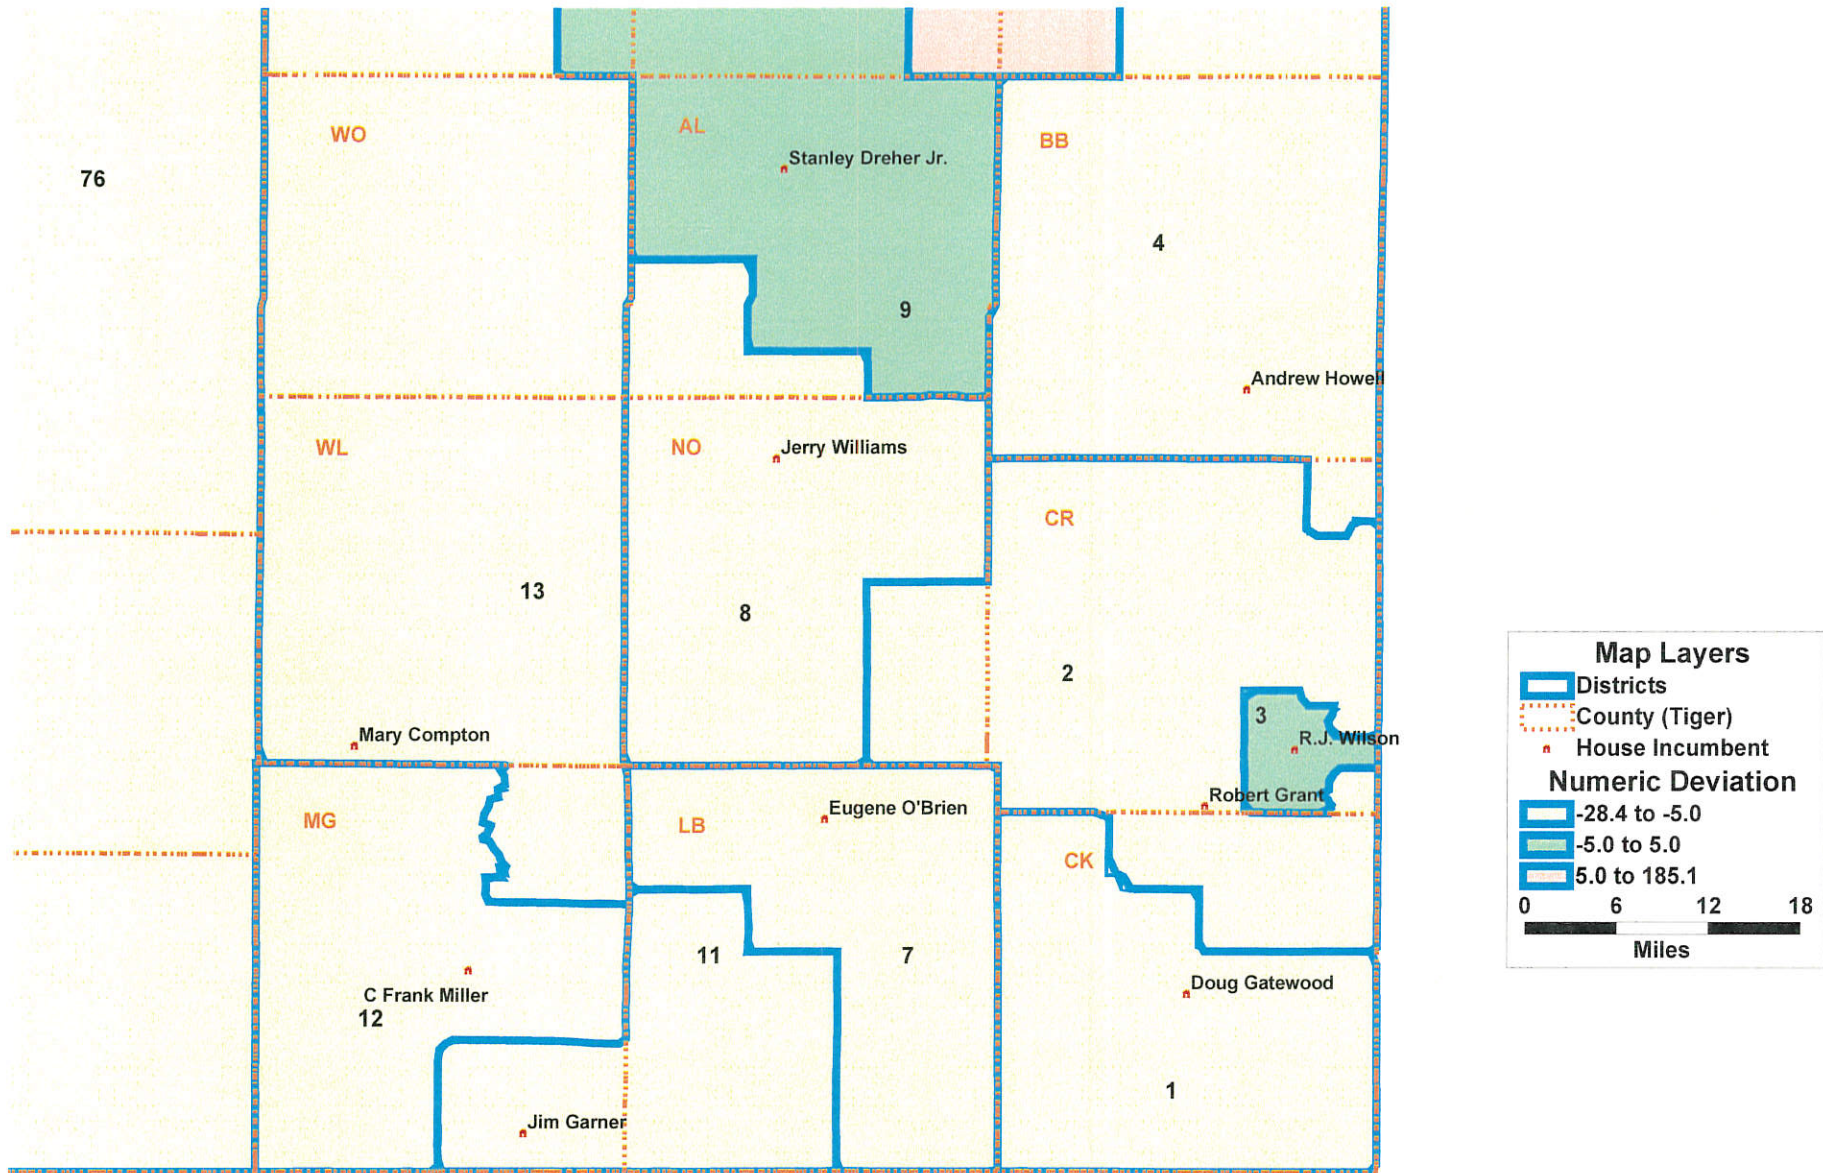 WO
AL
BB
Stanley Dreher Jr.
76
4
9
Andrew Howell
WL
NO
Jerry Williams
CR
13
8
2
3
R.J. Wilson
Mary Compton
Robert Grant
Eugene O'Brien
MG
LB
CK
11
7
C Frank Miller
12
Doug Gatewood
1
Jim Garner
Map Layers
Districts
County (Tiger)
House Incumbent
Numeric Deviation
-28.4 to -5.0
-5.0 to 5.0
5.0 to 185.1
0 6 12 18
Miles